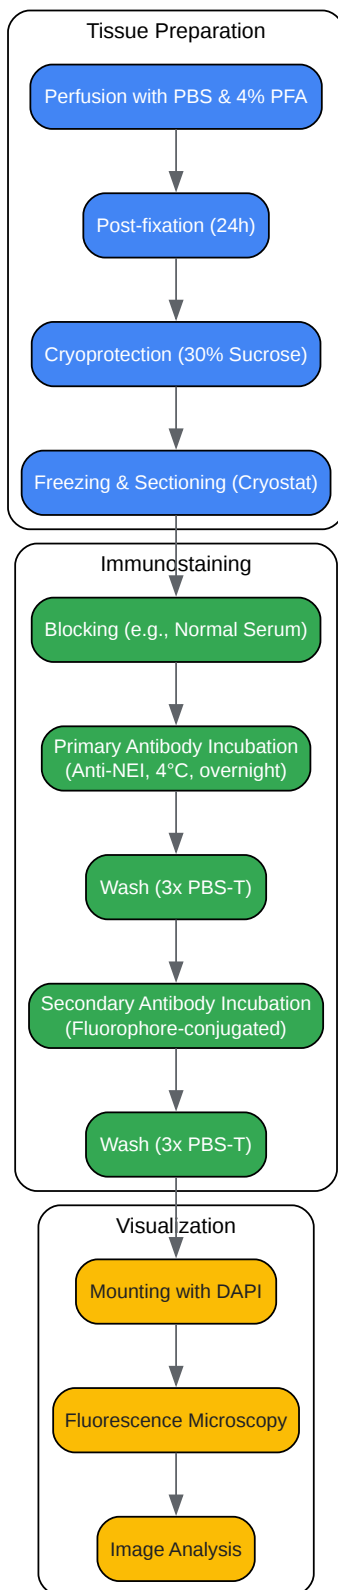 Tissue Preparation
Perfusion with PBS & 4% PFA
Post-fixation (24h)
Cryoprotection (30% Sucrose)
Freezing & Sectioning (Cryostat)
Immunostaining
Blocking (e.g., Normal Serum)
Primary Antibody Incubation
(Anti-NEI, 4°C, overnight)
Wash (3x PBS-T)
Secondary Antibody Incubation
(Fluorophore-conjugated)
Wash (3x PBS-T)
Visualization
Mounting with DAPI
Fluorescence Microscopy
Image Analysis